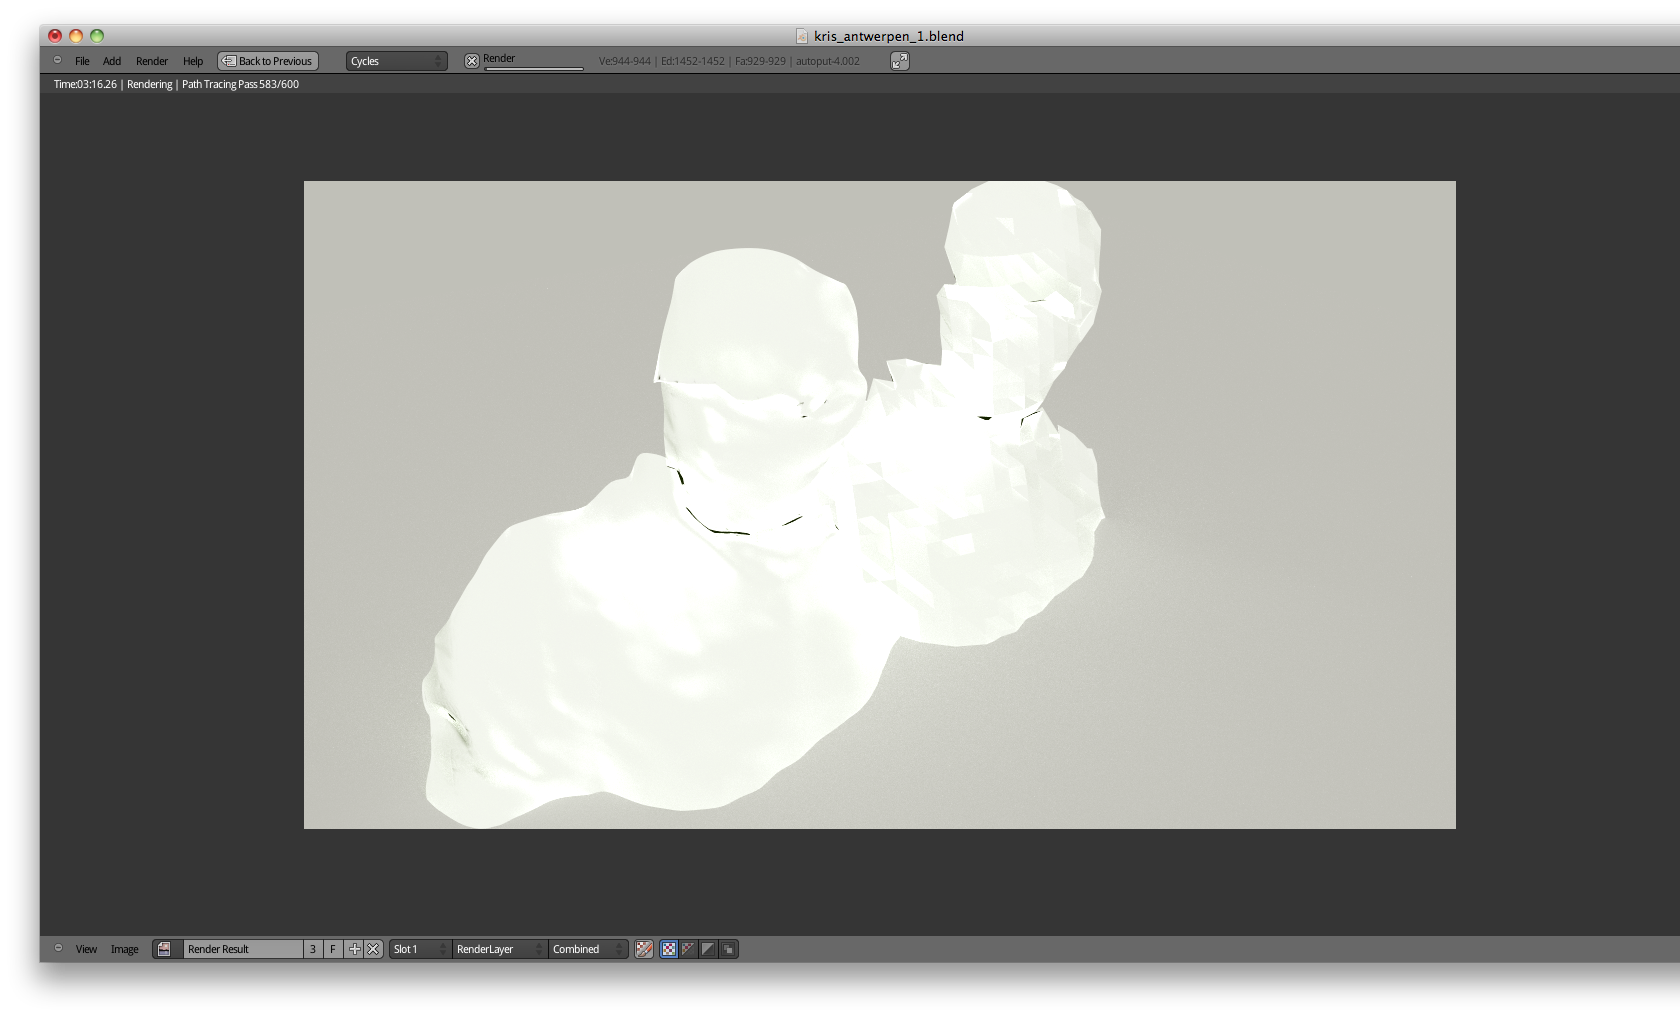 kris_antwerpen_1.blend
File Add Render Help Back to Previous Cycles Render Ve:944-944 | Ed:1452-1452 | Fa:929-929 | autoput-4.002
Time:03:16.26 | Rendering | Path Tracing Pass 583/600
View Image Render Result 3 F Slot 1 RenderLayer Combined